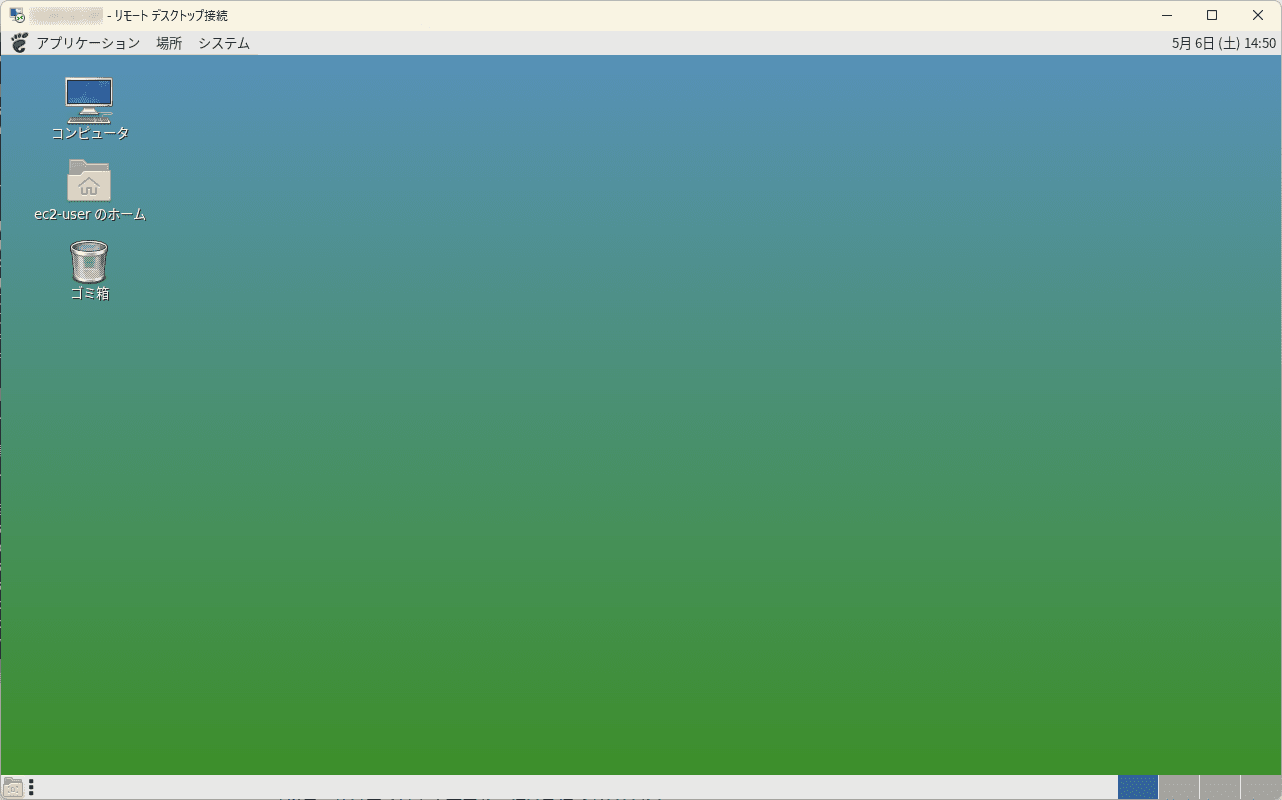 - リモート デスクトップ接続
アプリケーション 場所 システム 5月 6日 (土) 14:50
コンピュータ
ec2-user のホーム
ゴミ箱